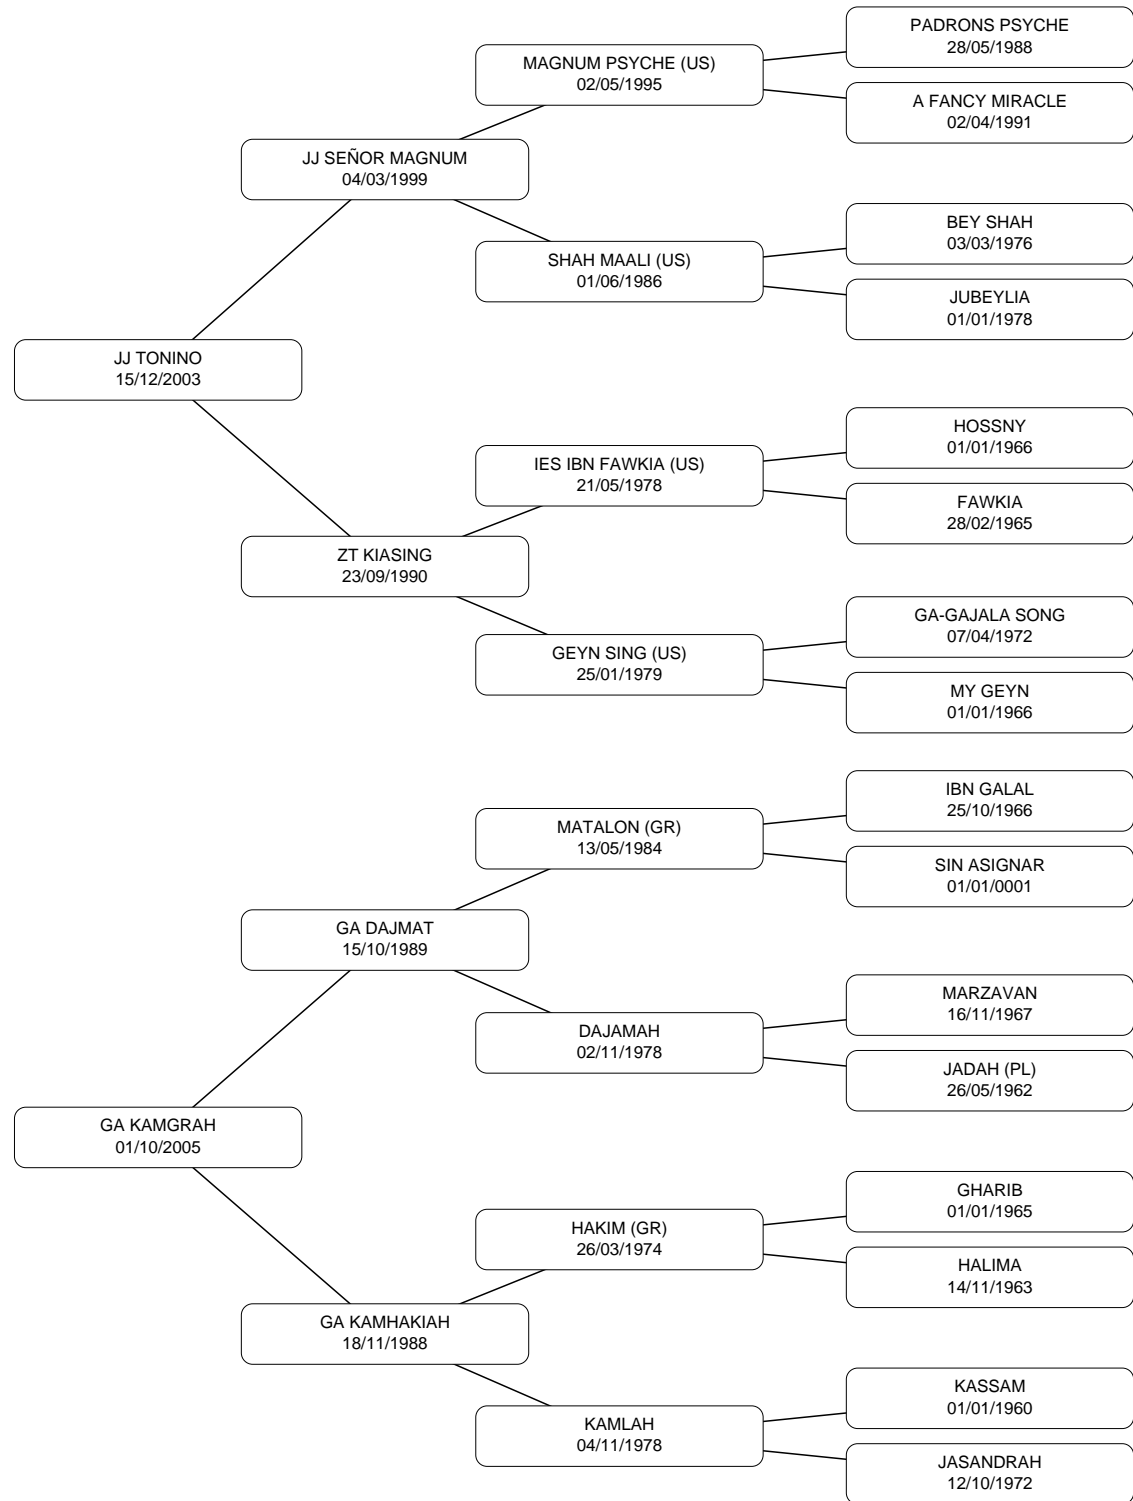 PADRONS PSYCHE
28/05/1988
MAGNUM PSYCHE (US)
02/05/1995
A FANCY MIRACLE
02/04/1991
JJ SEÑOR MAGNUM
04/03/1999
BEY SHAH
03/03/1976
SHAH MAALI (US)
01/06/1986
JUBEYLIA
01/01/1978
JJ TONINO
15/12/2003
HOSSNY
01/01/1966
IES IBN FAWKIA (US)
21/05/1978
FAWKIA
28/02/1965
ZT KIASING
23/09/1990
GA-GAJALA SONG
07/04/1972
GEYN SING (US)
25/01/1979
MY GEYN
01/01/1966
IBN GALAL
25/10/1966
MATALON (GR)
13/05/1984
SIN ASIGNAR
01/01/0001
GA DAJMAT
15/10/1989
MARZAVAN
16/11/1967
DAJAMAH
02/11/1978
JADAH (PL)
26/05/1962
GA KAMGRAH
01/10/2005
GHARIB
01/01/1965
HAKIM (GR)
26/03/1974
HALIMA
14/11/1963
GA KAMHAKIAH
18/11/1988
KASSAM
01/01/1960
KAMLAH
04/11/1978
JASANDRAH
12/10/1972